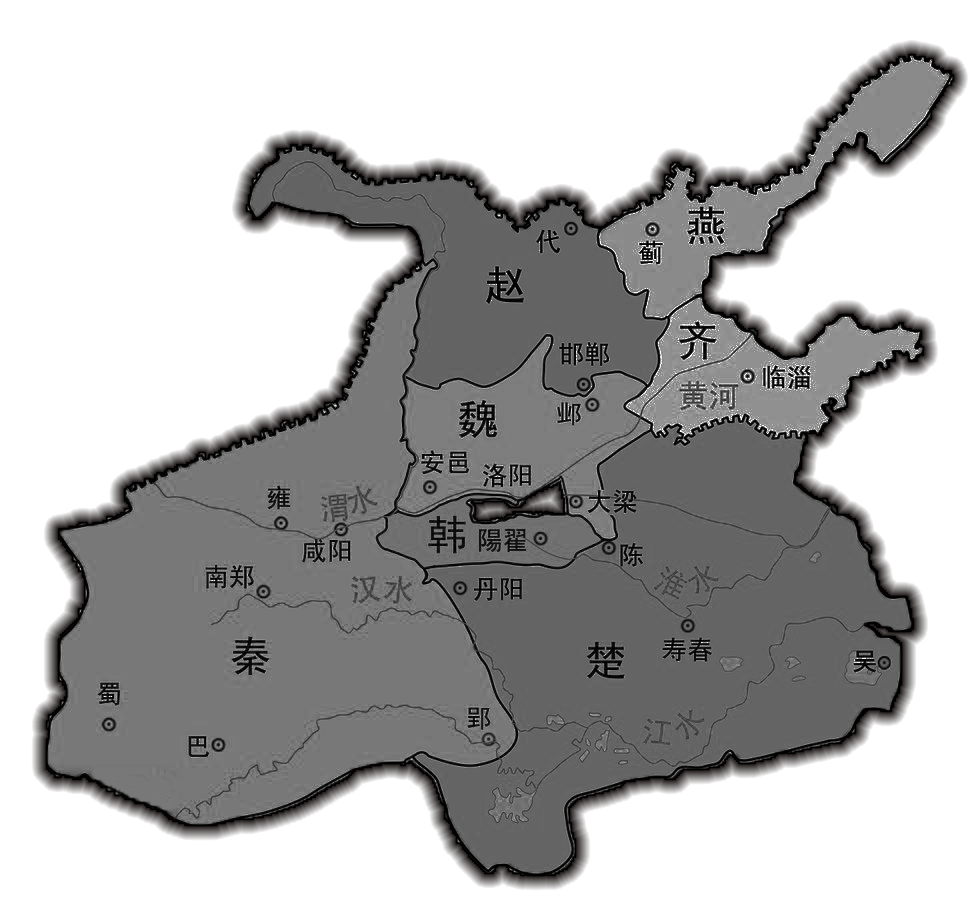 燕
代
蓟
赵
齐
邯郸
临淄
黄河
邺
魏
安邑
洛阳
雍
渭水
大梁
韩
陽翟
咸阳
陈
南郑
汉水
丹阳
淮水
寿春
秦
楚
吴
蜀
郢
江水
巴